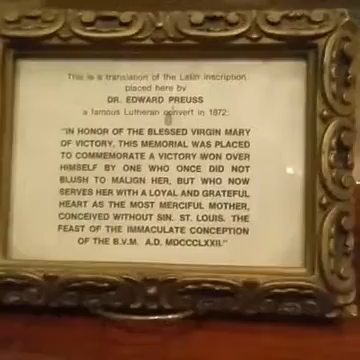 This is a translation of the Latin inscription
placed here by
DR. EDWARD PREUSS
a famous Lutheran convert in 1872:
"IN HONOR OF THE BLESSED VIRGIN MARY
OF VICTORY, THIS MEMORIAL WAS PLACED
TO COMMEMORATE A VICTORY WON OVER
HIMSELF BY ONE WHO ONCE DID NOT
BLUSH TO MALIGN HER, BUT WHO NOW
SERVES HER WITH A LOYAL AND GRATEFUL
HEART AS THE MOST MERCIFUL MOTHER,
CONCEIVED WITHOUT SIN. ST. LOUIS. THE
FEAST OF THE IMMACULATE CONCEPTION
OF THE B.V.M. A.D. MDCCCLXXII."